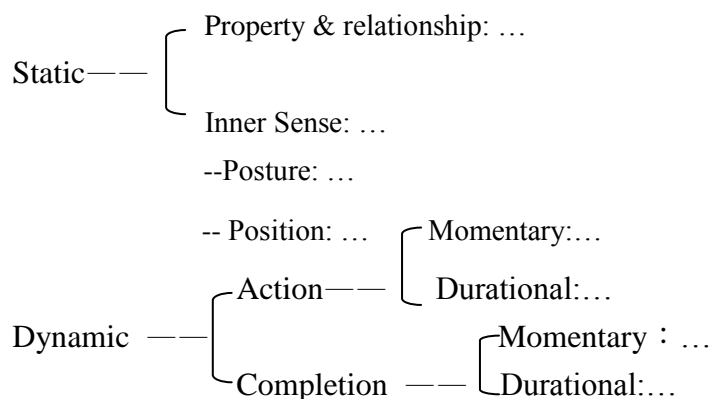 Property & relationship: …
Static——
Inner Sense: …
--Posture: …
-- Position: … Momentary:…
Action—— Durational:…
Dynamic ——
Momentary：…
Completion —— Durational:…